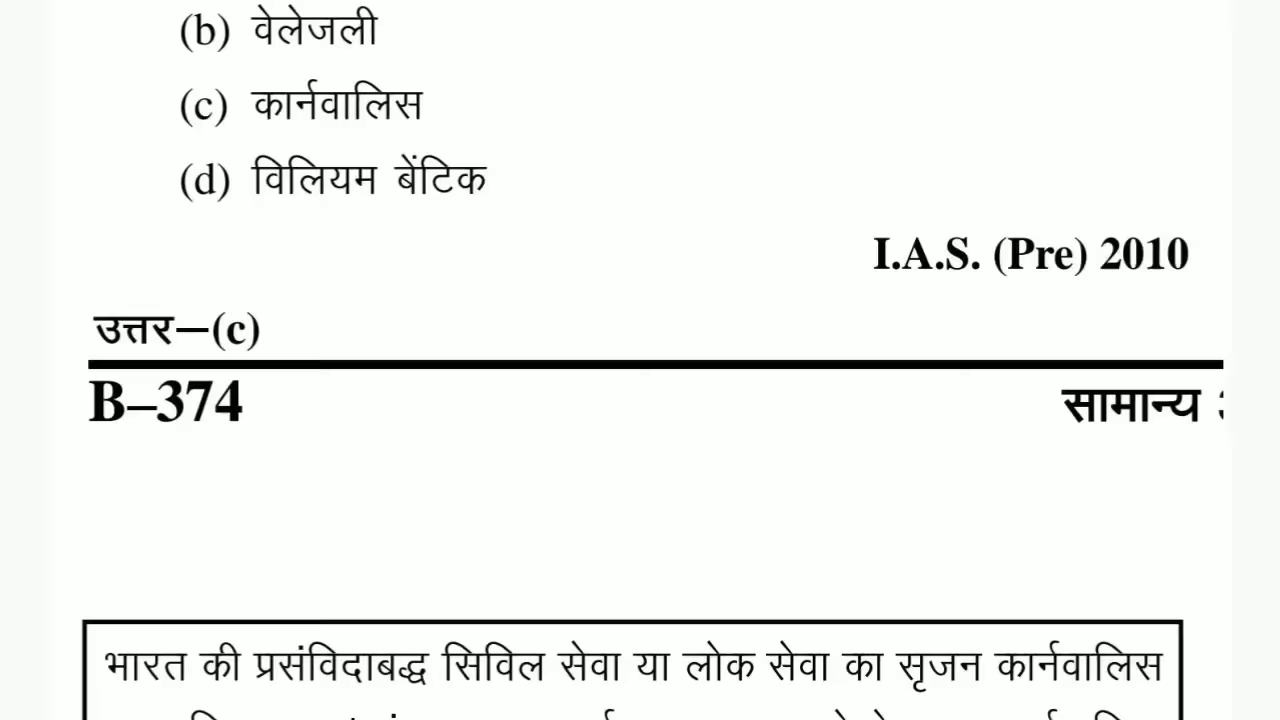 (b) वेलेजली
(c) कार्नवालिस
(d) विलियम बेंटिक
I.A.S. (Pre) 2010
उत्तर–(c)
B–374 सामान्य
भारत की प्रसंविदाबद्ध सिविल सेवा या लोक सेवा का सृजन कार्नवालिस